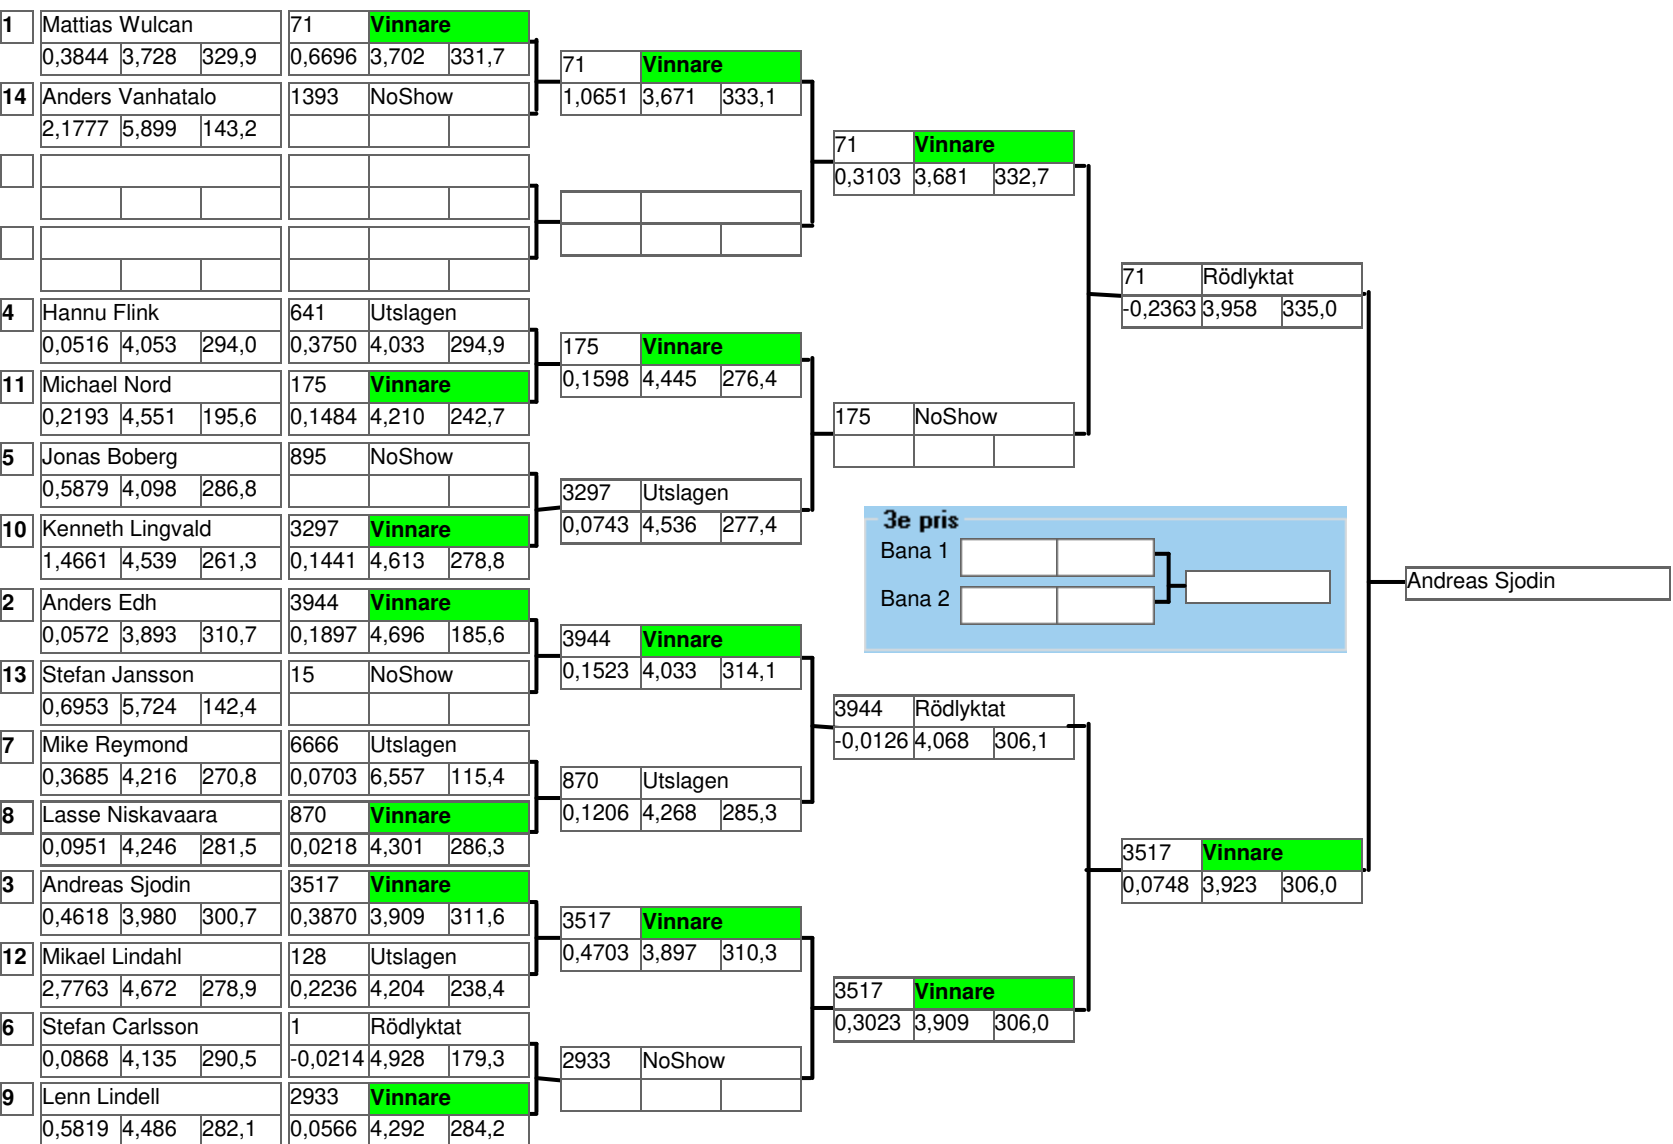 1 Mattias Wulcan 71 Vinnare
0,3844 3,728 329,9 0,6696 3,702 331,7
71 Vinnare
1,0651 3,671 333,1
14 Anders Vanhatalo 1393 NoShow
2,1777 5,899 143,2
71 Vinnare
0,3103 3,681 332,7
71 Rödlyktat
-0,2363 3,958 335,0
4 Hannu Flink 641 Utslagen
0,0516 4,053 294,0 0,3750 4,033 294,9
175 Vinnare
0,1598 4,445 276,4
11 Michael Nord 175 Vinnare
0,2193 4,551 195,6 0,1484 4,210 242,7
175 NoShow
5 Jonas Boberg 895 NoShow
0,5879 4,098 286,8
3297 Utslagen
0,0743 4,536 277,4
10 Kenneth Lingvald 3297 Vinnare
1,4661 4,539 261,3 0,1441 4,613 278,8
3e pris
Bana 1
Bana 2
Andreas Sjodin
2 Anders Edh 3944 Vinnare
0,0572 3,893 310,7 0,1897 4,696 185,6
3944 Vinnare
0,1523 4,033 314,1
13 Stefan Jansson 15 NoShow
0,6953 5,724 142,4
3944 Rödlyktat
-0,0126 4,068 306,1
7 Mike Reymond 6666 Utslagen
0,3685 4,216 270,8 0,0703 6,557 115,4
870 Utslagen
0,1206 4,268 285,3
8 Lasse Niskavaara 870 Vinnare
0,0951 4,246 281,5 0,0218 4,301 286,3
3517 Vinnare
0,0748 3,923 306,0
3 Andreas Sjodin 3517 Vinnare
0,4618 3,980 300,7 0,3870 3,909 311,6
3517 Vinnare
0,4703 3,897 310,3
12 Mikael Lindahl 128 Utslagen
2,7763 4,672 278,9 0,2236 4,204 238,4
3517 Vinnare
0,3023 3,909 306,0
6 Stefan Carlsson 1 Rödlyktat
0,0868 4,135 290,5 -0,0214 4,928 179,3
2933 NoShow
9 Lenn Lindell 2933 Vinnare
0,5819 4,486 282,1 0,0566 4,292 284,2